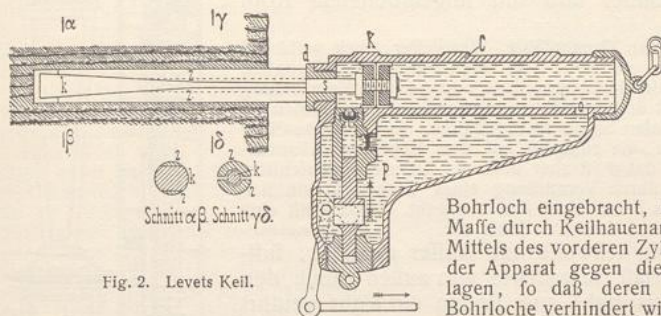 α γ
d K C
k z s
z
o
β δ
z k z z k z
P
Schnitt αβ. Schnitt γδ.
Fig. 2. Levets Keil.
Bohrloch eingebracht,
Maſſe durch Keilhauenar
Mittels des vorderen Zy
der Apparat gegen die
lagen, ſo daß deren
Bohrloche verhindert wi